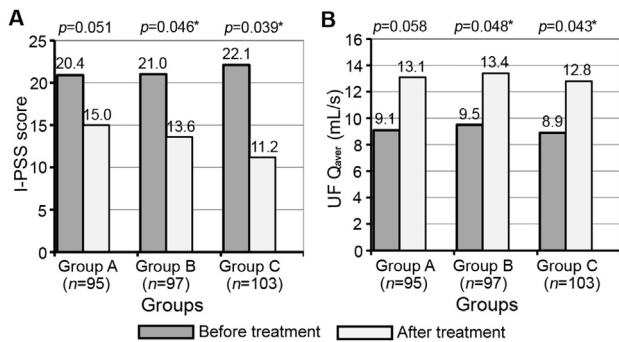 A
p=0.051 p=0.046* p=0.039*
I-PSS score
25
20
15
10
5
0
20.4 15.0 21.0 13.6 22.1 11.2
Group A Group B Group C
(n=95) (n=97) (n=103)
Groups
B
p=0.058 p=0.048* p=0.043*
UF Qaver (mL/s)
16
14
12
10
8
6
4
2
0
9.1 13.1 9.5 13.4 8.9 12.8
Group A Group B Group C
(n=95) (n=97) (n=103)
Groups
Before treatment After treatment